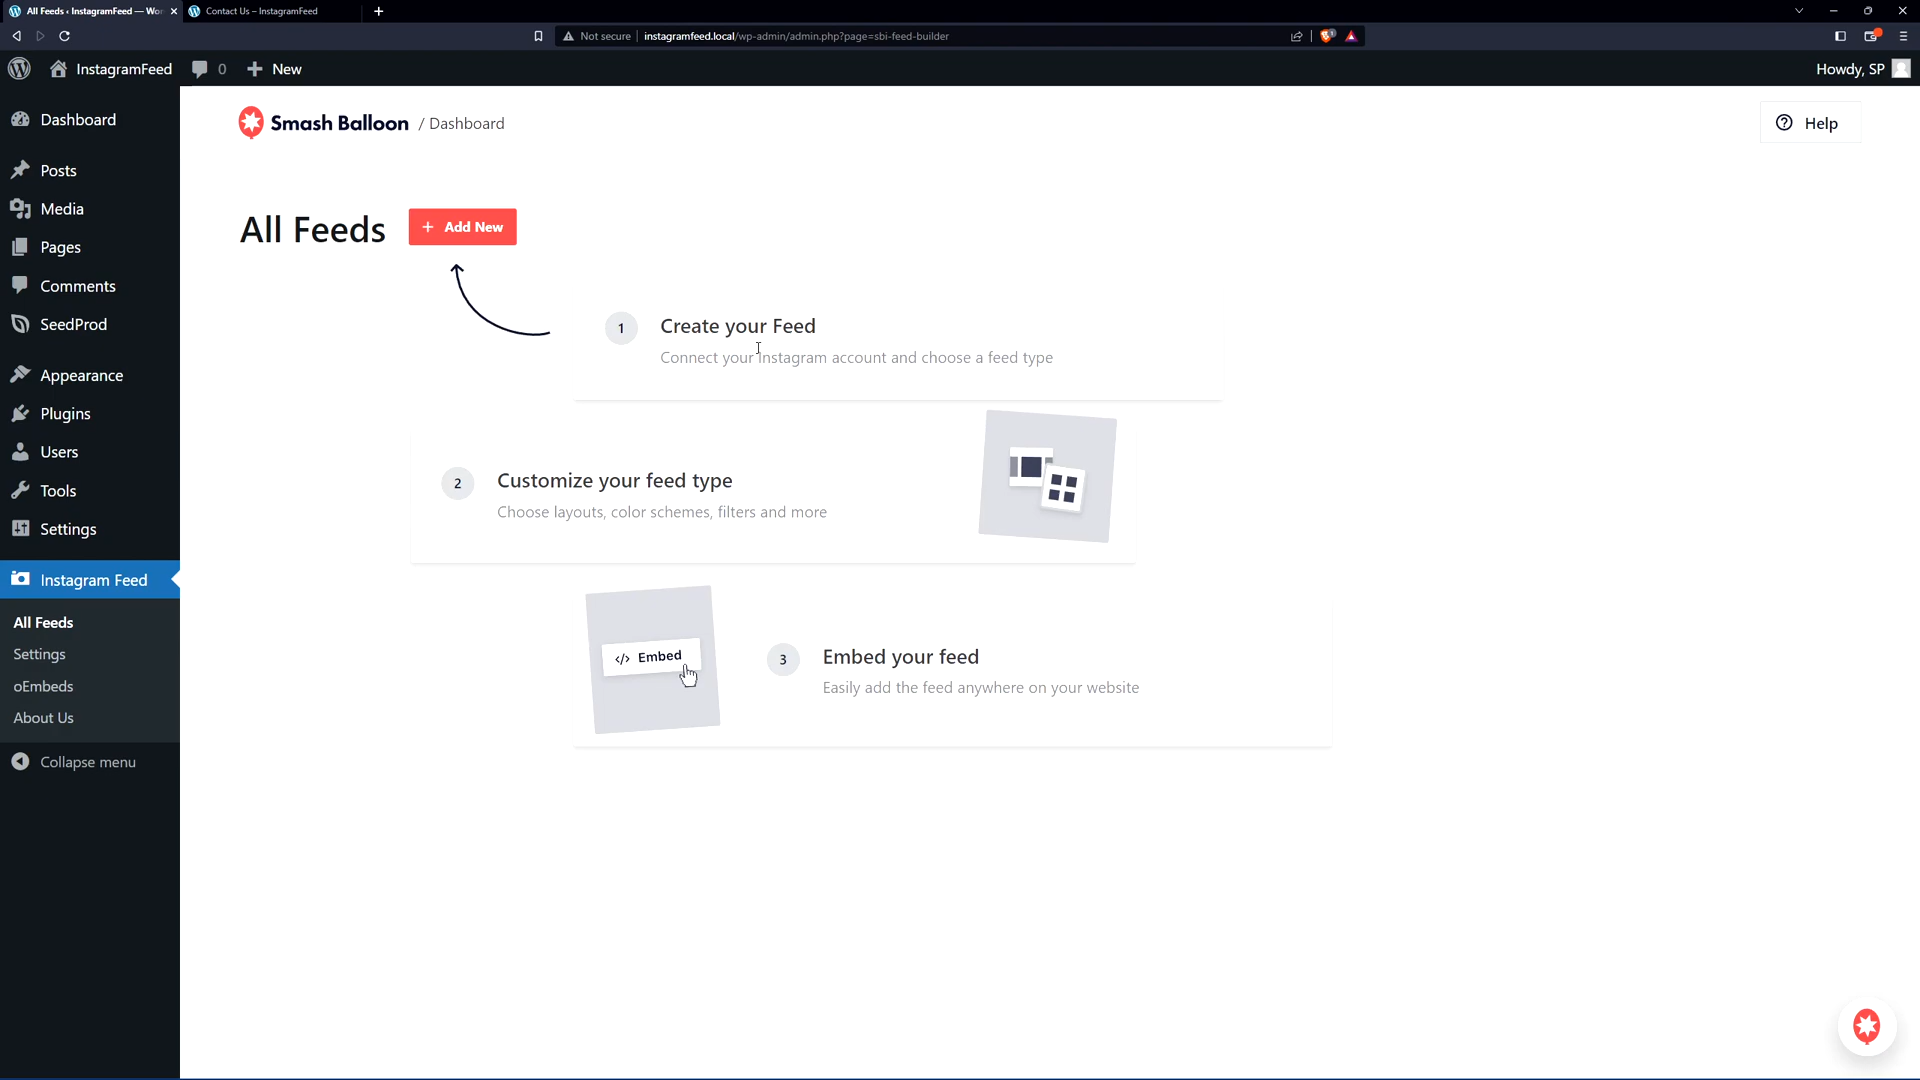 All Feeds ‹ InstagramFeed — Wor
Contact Us – InstagramFeed
Not secure
instagramfeed.local/wp-admin/admin.php?page=sbi-feed-builder
InstagramFeed
0
New
Howdy, SP
Dashboard
Posts
Media
Pages
Comments
SeedProd
Appearance
Plugins
Users
Tools
Settings
Instagram Feed
All Feeds
Settings
oEmbeds
About Us
Collapse menu
Smash Balloon / Dashboard
Help
All Feeds
+ Add New
1
Create your Feed
Connect your Instagram account and choose a feed type
2
Customize your feed type
Choose layouts, color schemes, filters and more
</> Embed
3
Embed your feed
Easily add the feed anywhere on your website